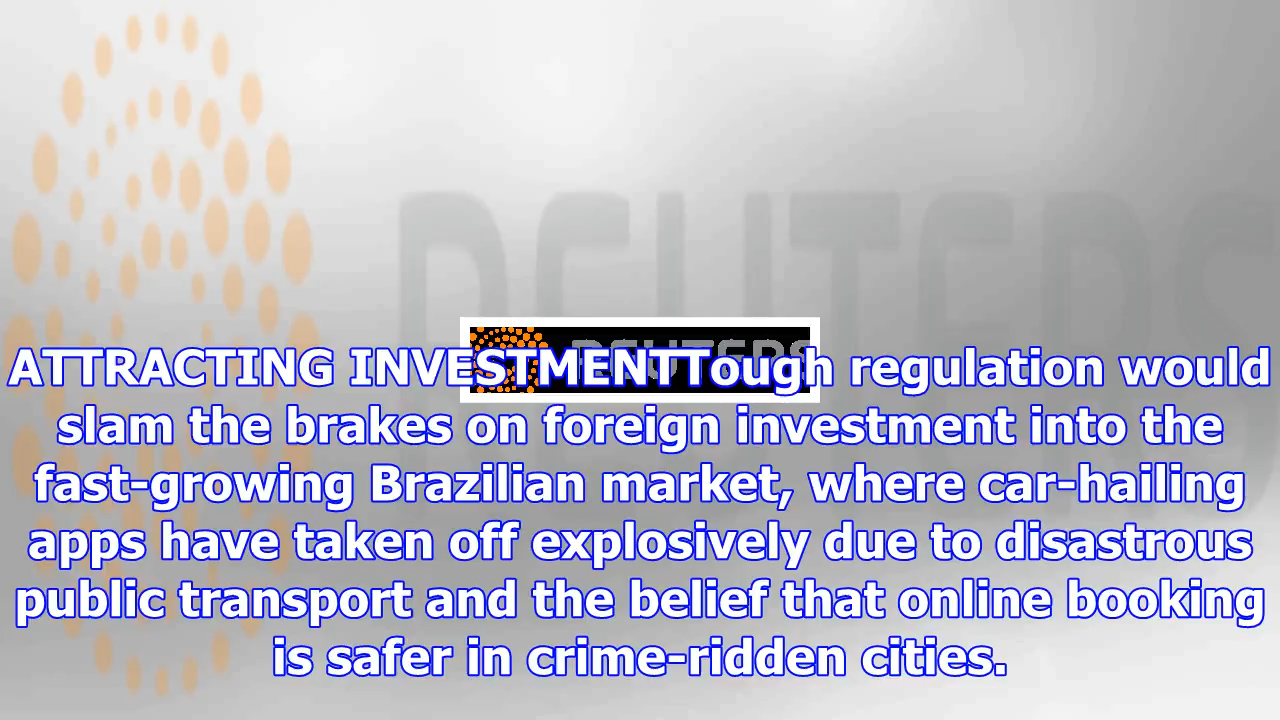 REUTERS
REUTERS
ATTRACTING INVESTMENTTough regulation would
slam the brakes on foreign investment into the
fast-growing Brazilian market, where car-hailing
apps have taken off explosively due to disastrous
public transport and the belief that online booking
is safer in crime-ridden cities.